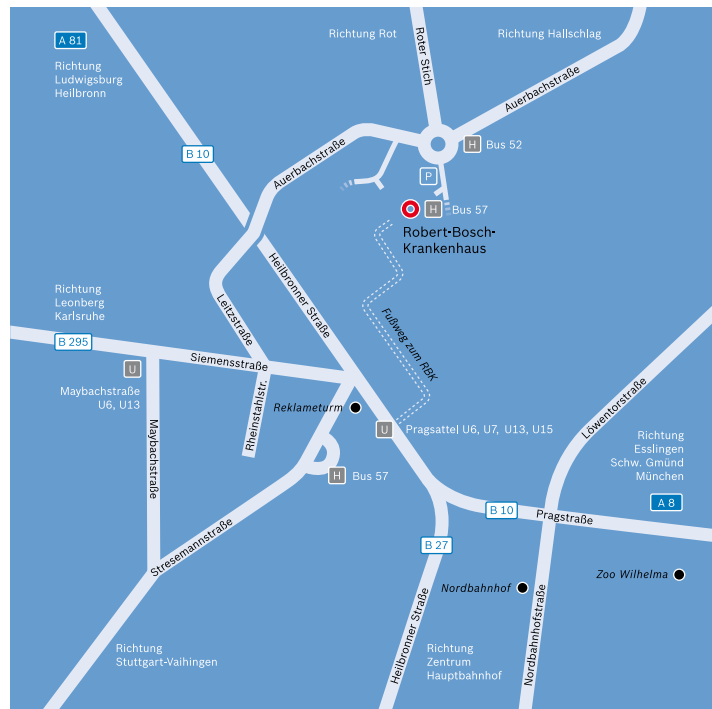 A 81
Richtung
Ludwigsburg
Heilbronn
Richtung Rot
Roter Stich
Richtung Hallschlag
Auerbachstraße
B 10
Auerbachstraße
H Bus 52
P
H Bus 57
Robert-Bosch-
Krankenhaus
Richtung
Leonberg
Karlsruhe
B 295
Leitzstraße
Heilbronner Straße
Fußweg zum RBK
Siemensstraße
U
Maybachstraße
U6, U13
Maybachstraße
Rheinstahlstr.
Reklameturm
U Pragsattel U6, U7, U13, U15
Löwentorstraße
Richtung
Esslingen
Schw. Gmünd
München
A 8
H Bus 57
Stresemannstraße
B 10
Pragstraße
B 27
Heilbronner Straße
Nordbahnhof
Nordbahnhofstraße
Zoo Wilhelma
Richtung
Stuttgart-Vaihingen
Richtung
Zentrum
Hauptbahnhof